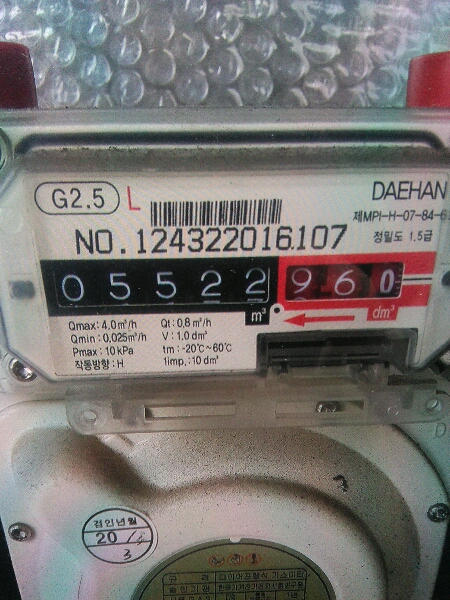 G2.5 L
DAEHAN
NO.124322016107
정밀도 1.5급
05522 960
m³ dm³
Qmax: 4,0m³/h Qt: 0,8m³/h
Qmin: 0,025m³/h V: 1,0dm³
Pmax: 10kPa tm: -20℃~60℃
작동방향: H 1imp.:10dm³
D
검인년월
20
3